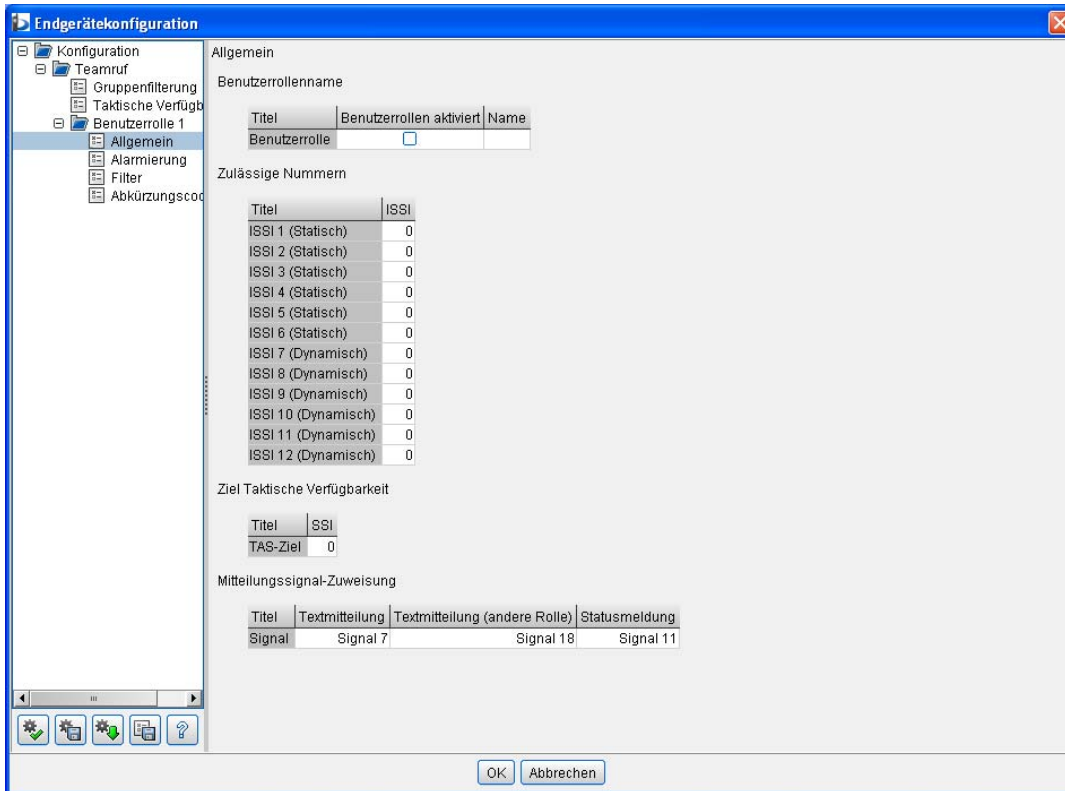 Endgerätekonfiguration
Konfiguration
Teamruf
Gruppenfilterung
Taktische Verfügb
Benutzerrolle 1
Allgemein
Alarmierung
Filter
Abkürzungscod
Allgemein
Benutzerrollenname
Titel Benutzerrollen aktiviert Name
Benutzerrolle
Zulässige Nummern
Titel ISSI
ISSI 1 (Statisch) 0
ISSI 2 (Statisch) 0
ISSI 3 (Statisch) 0
ISSI 4 (Statisch) 0
ISSI 5 (Statisch) 0
ISSI 6 (Statisch) 0
ISSI 7 (Dynamisch) 0
ISSI 8 (Dynamisch) 0
ISSI 9 (Dynamisch) 0
ISSI 10 (Dynamisch) 0
ISSI 11 (Dynamisch) 0
ISSI 12 (Dynamisch) 0
Ziel Taktische Verfügbarkeit
Titel SSI
TAS-Ziel 0
Mitteilungssignal-Zuweisung
Titel Textmitteilung Textmitteilung (andere Rolle) Statusmeldung
Signal Signal 7 Signal 18 Signal 11
?
OK Abbrechen